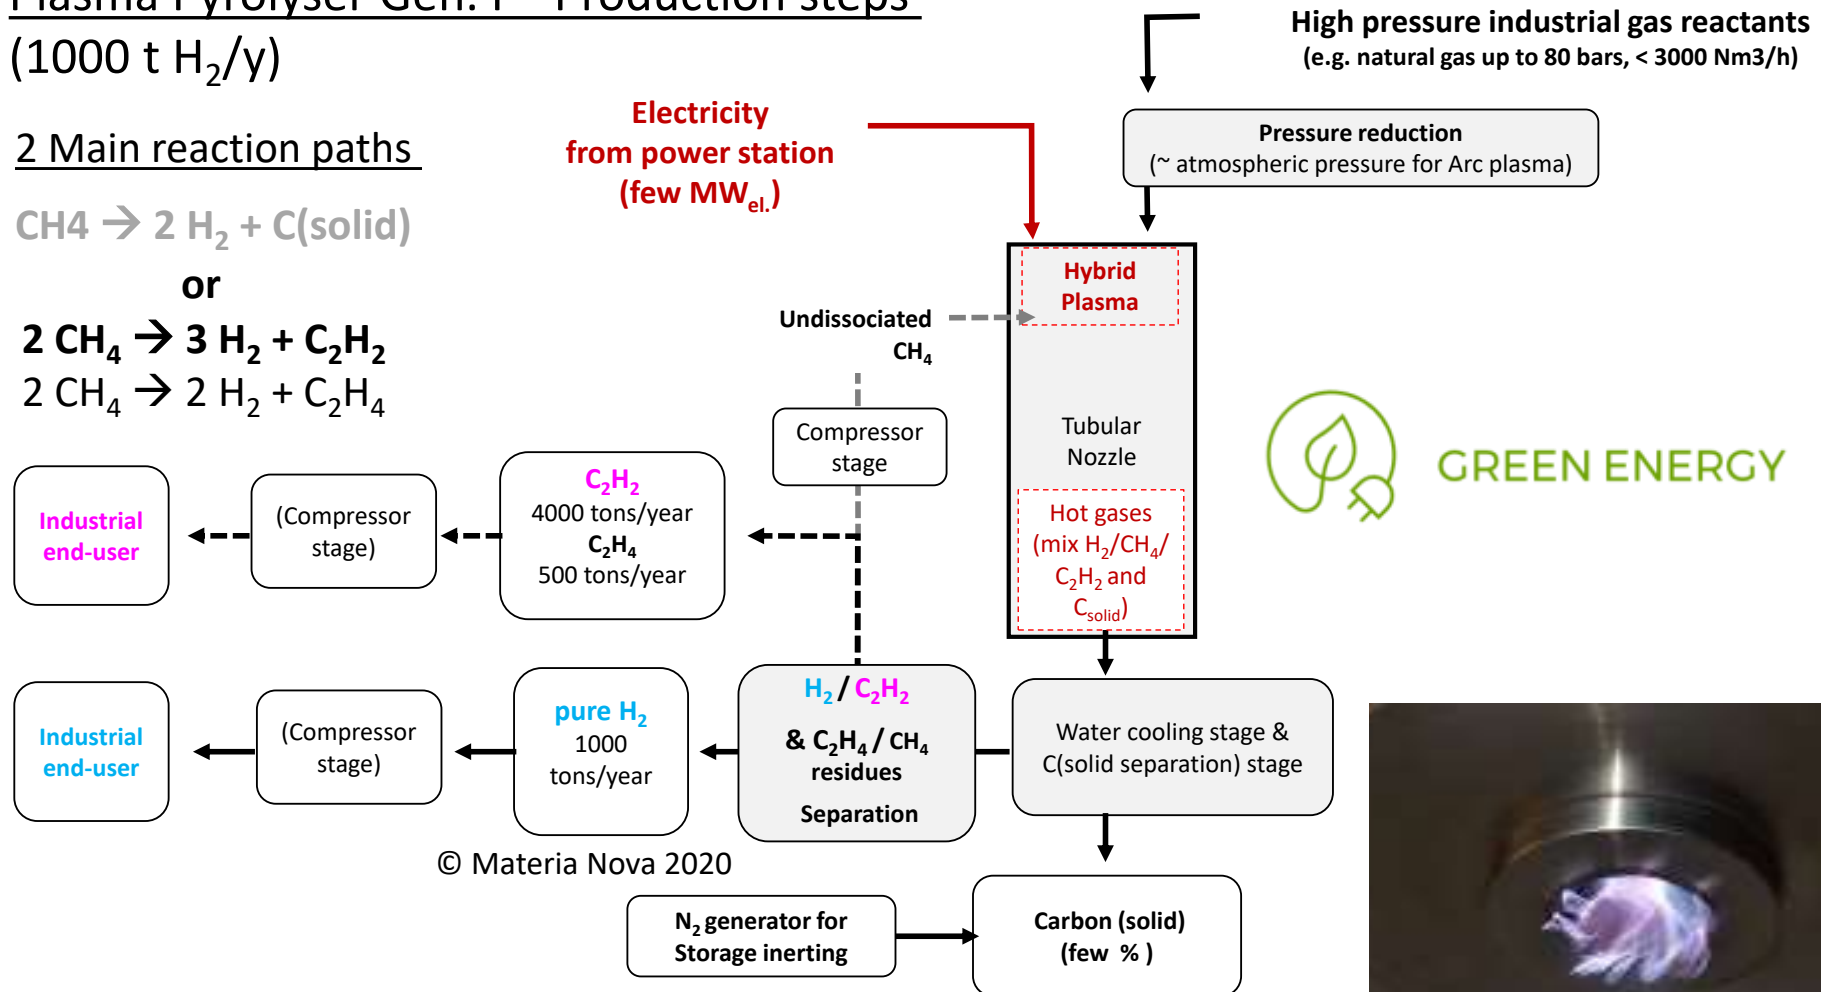 Plasma Pyrolyser Gen. I – Production steps
(1000 t H₂/y)
High pressure industrial gas reactants
(e.g. natural gas up to 80 bars, < 3000 Nm3/h)
2 Main reaction paths
CH4 → 2 H₂ + C(solid)
or
2 CH₄ → 3 H₂ + C₂H₂
2 CH₄ → 2 H₂ + C₂H₄
Electricity
from power station
(few MWel.)
Pressure reduction
(~ atmospheric pressure for Arc plasma)
Hybrid
Plasma
Undissociated
CH₄
Compressor
stage
Tubular
Nozzle
Hot gases
(mix H₂/CH₄/
C₂H₂ and
Csolid)
GREEN ENERGY
Industrial
end-user
(Compressor
stage)
C₂H₂
4000 tons/year
C₂H₄
500 tons/year
Industrial
end-user
(Compressor
stage)
pure H₂
1000
tons/year
H₂ / C₂H₂
& C₂H₄ / CH₄
residues
Separation
Water cooling stage &
C(solid separation) stage
© Materia Nova 2020
N₂ generator for
Storage inerting
Carbon (solid)
(few % )